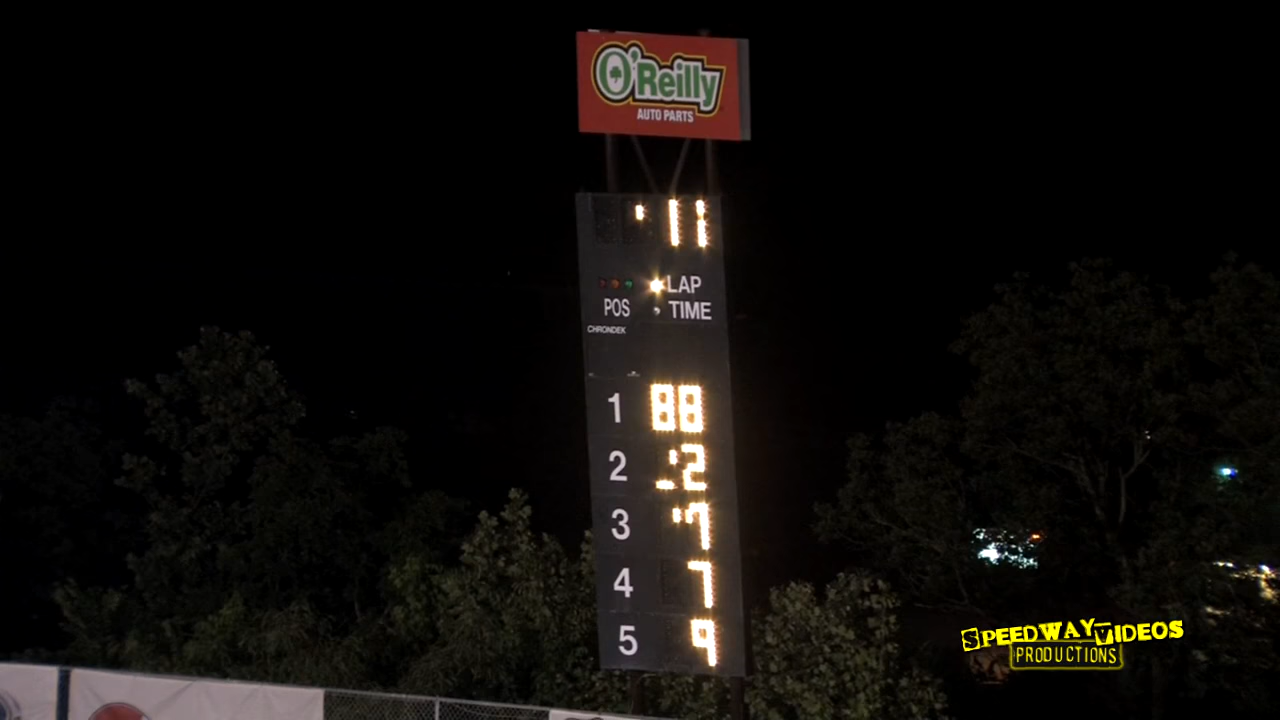 O'Reilly
AUTO PARTS
11
LAP
POS TIME
CHRONDEK
1 88
2 2
3 7
4 7
5 9
SPEEDWAY VIDEOS
PRODUCTIONS